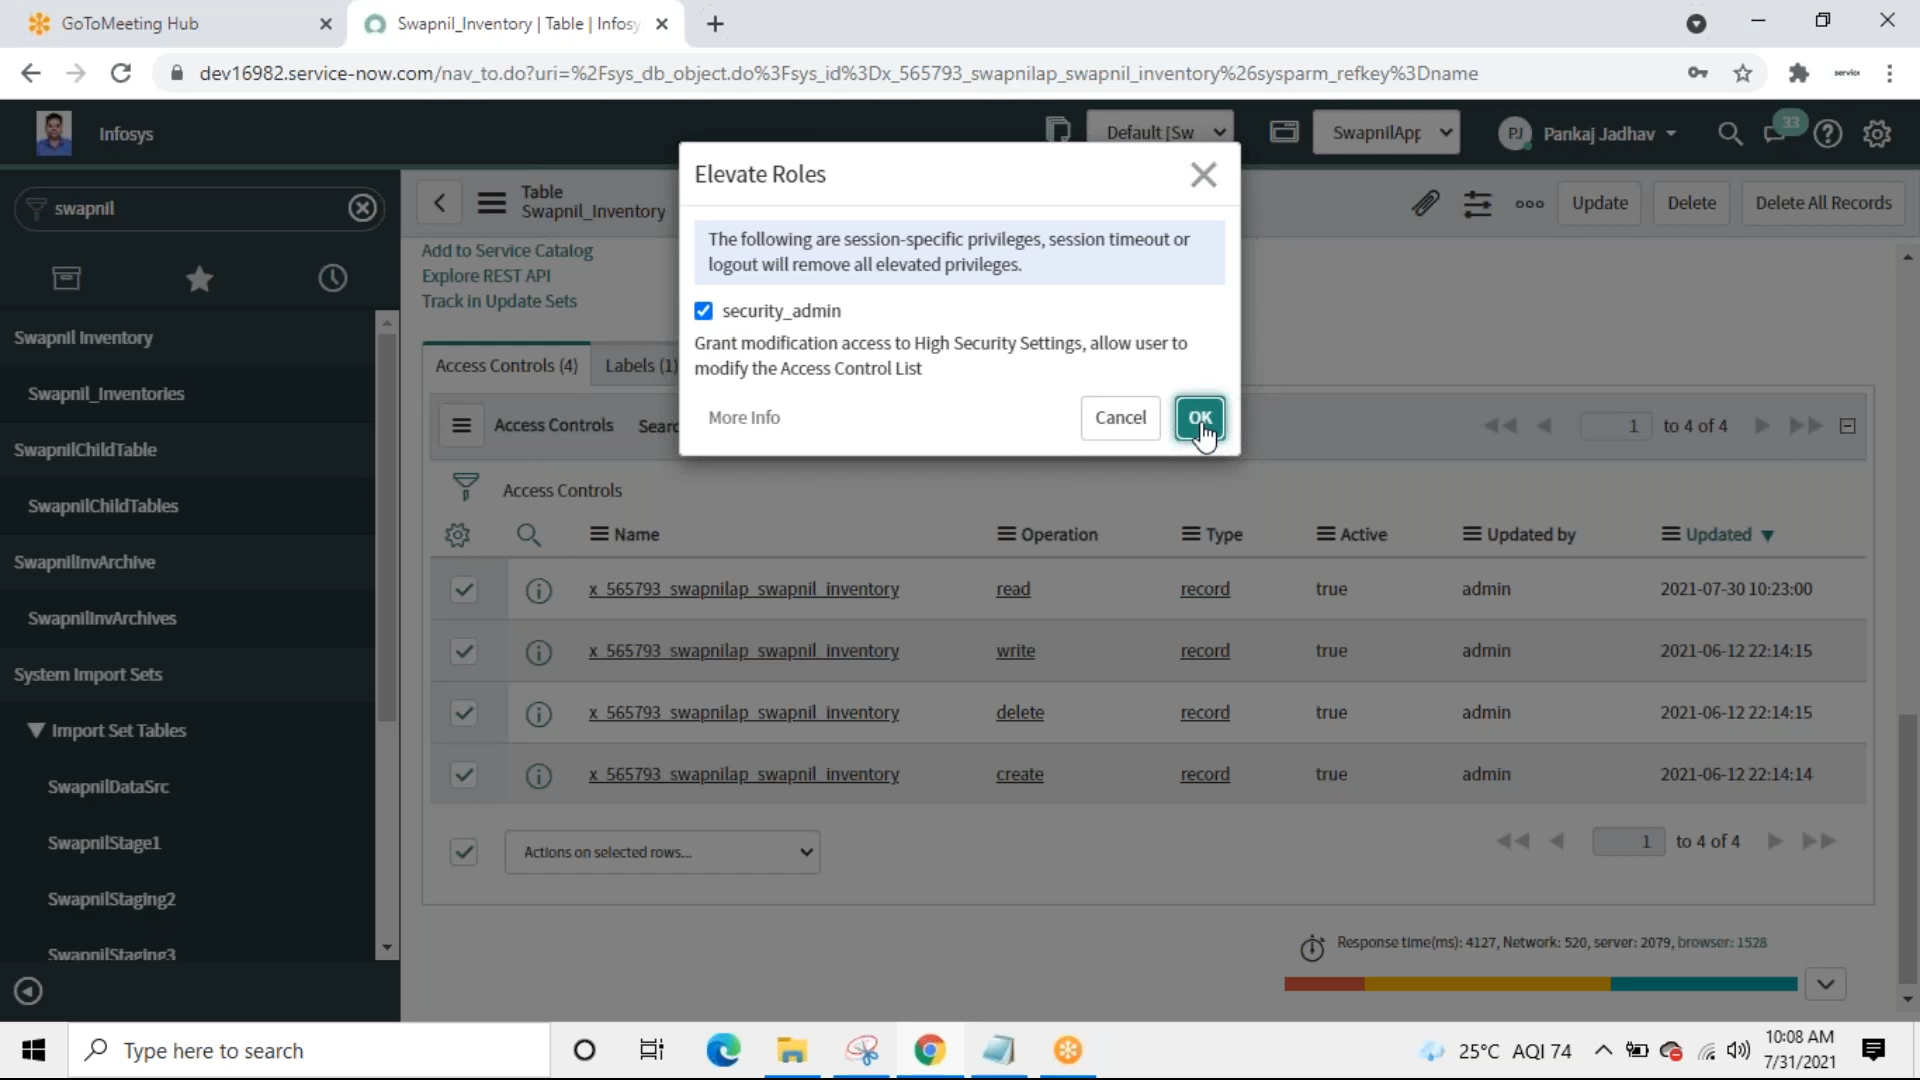 GoToMeeting Hub
Swapnil_Inventory | Table | Infosy
dev16982.service-now.com/nav_to.do?uri=%2Fsys_db_object.do%3Fsys_id%3Dx_565793_swapnilap_swapnil_inventory%26sysparm_refkey%3Dname
service
Infosys
Default [Sw
SwapnilApp
PJ
Pankaj Jadhav
33
swapnil
Table
Swapnil_Inventory
Update
Delete
Delete All Records
Elevate Roles
The following are session-specific privileges, session timeout or
logout will remove all elevated privileges.
security_admin
Grant modification access to High Security Settings, allow user to
modify the Access Control List
More Info
Cancel
OK
Add to Service Catalog
Explore REST API
Track in Update Sets
Swapnil Inventory
Swapnil_Inventories
SwapnilChildTable
SwapnilChildTables
SwapnilInvArchive
SwapnilInvArchives
System Import Sets
Import Set Tables
SwapnilDataSrc
SwapnilStage1
SwapnilStaging2
SwapnilStaging3
Access Controls (4)
Labels (1)
Access Controls
1 to 4 of 4
Access Controls
Name Operation Type Active Updated by Updated
x_565793_swapnilap_swapnil_inventory read record true admin 2021-07-30 10:23:00
x_565793_swapnilap_swapnil_inventory write record true admin 2021-06-12 22:14:15
x_565793_swapnilap_swapnil_inventory delete record true admin 2021-06-12 22:14:15
x_565793_swapnilap_swapnil_inventory create record true admin 2021-06-12 22:14:14
Actions on selected rows...
1 to 4 of 4
Response time(ms): 4127, Network: 520, server: 2079, browser: 1528
Type here to search
25°C AQI 74
10:08 AM
7/31/2021